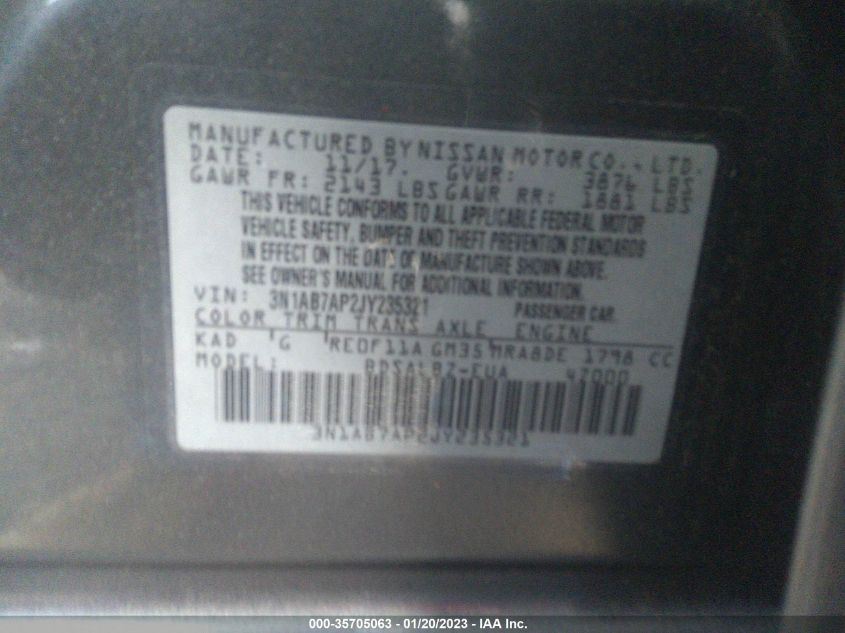 MANUFACTURED BY NISSAN MOTOR CO., LTD.
DATE: 11/17. GVWR: 3876 LBS
GAWR FR: 2143 LBS GAWR RR: 1881 LBS
THIS VEHICLE CONFORMS TO ALL APPLICABLE FEDERAL MOTOR
VEHICLE SAFETY, BUMPER AND THEFT PREVENTION STANDARDS
IN EFFECT ON THE DATE OF MANUFACTURE SHOWN ABOVE.
SEE OWNER'S MANUAL FOR ADDITIONAL INFORMATION.
VIN: 3N1AB7AP2JY235321 PASSENGER CAR.
COLOR TRIM TRANS AXLE ENGINE
KAD G RE0F11A GM35 MRA8DE 1798 CC
MODEL: 47000
3N1AB7AP2JY235321
000-35705063 - 01/20/2023 - IAA Inc.